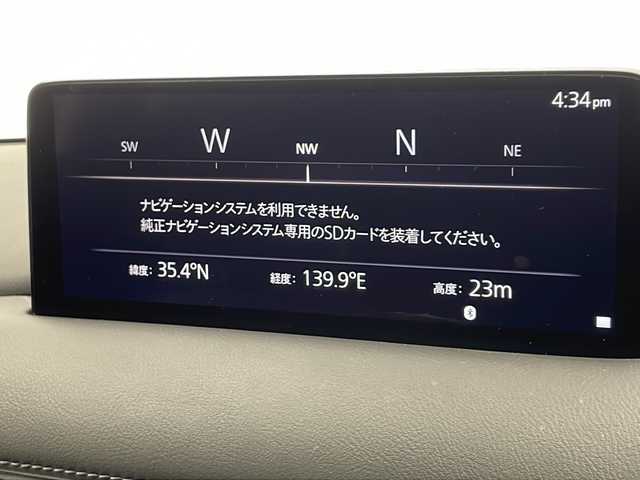 4:34pm
SW W NW N NE
ナビゲーションシステムを利用できません。
純正ナビゲーションシステム専用のSDカードを装着してください。
緯度: 35.4°N 経度: 139.9°E 高度: 23m